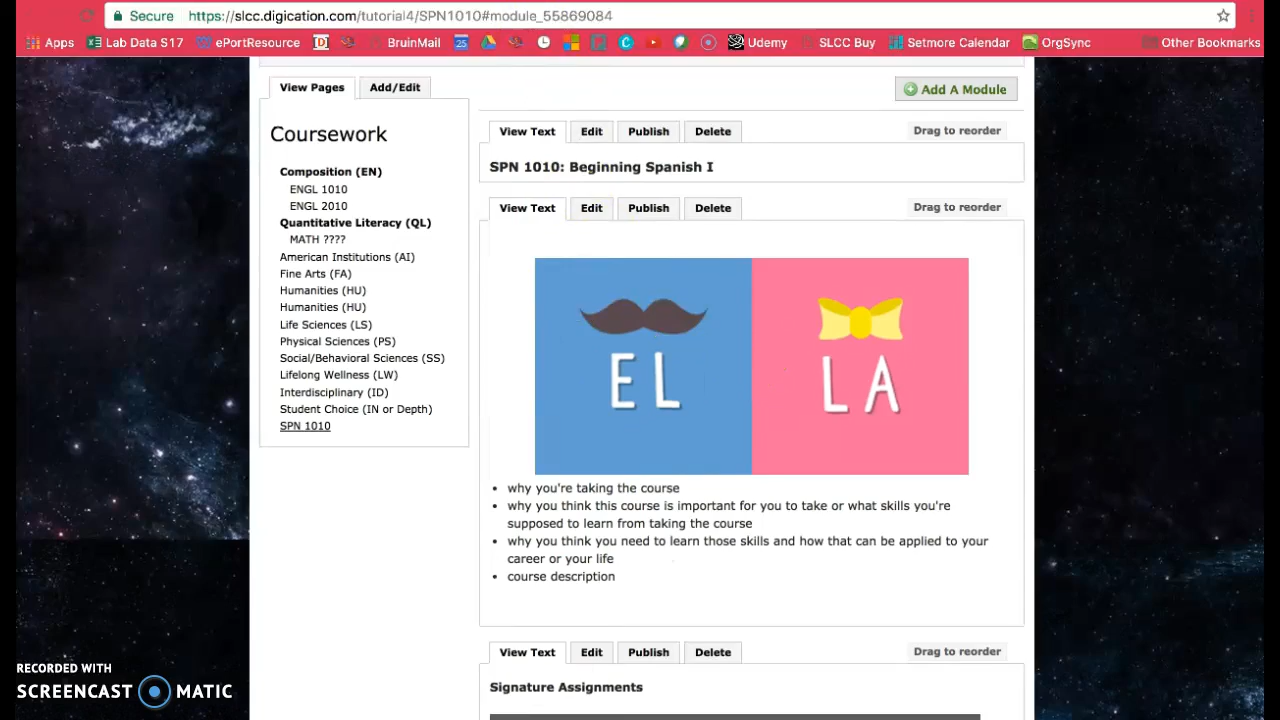 Secure https://slcc.digication.com/tutorial4/SPN1010#module_55869084
Apps Lab Data S17 ePortResource BruinMail 25 Udemy SLCC Buy Setmore Calendar OrgSync Other Bookmarks
View Pages Add/Edit
Add A Module
Coursework
Composition (EN)
ENGL 1010
ENGL 2010
Quantitative Literacy (QL)
MATH ????
American Institutions (AI)
Fine Arts (FA)
Humanities (HU)
Humanities (HU)
Life Sciences (LS)
Physical Sciences (PS)
Social/Behavioral Sciences (SS)
Lifelong Wellness (LW)
Interdisciplinary (ID)
Student Choice (IN or Depth)
SPN 1010
View Text Edit Publish Delete Drag to reorder
SPN 1010: Beginning Spanish I
View Text Edit Publish Delete Drag to reorder
EL LA
• why you're taking the course
• why you think this course is important for you to take or what skills you're
supposed to learn from taking the course
• why you think you need to learn those skills and how that can be applied to your
career or your life
• course description
View Text Edit Publish Delete Drag to reorder
Signature Assignments
RECORDED WITH
SCREENCAST MATIC